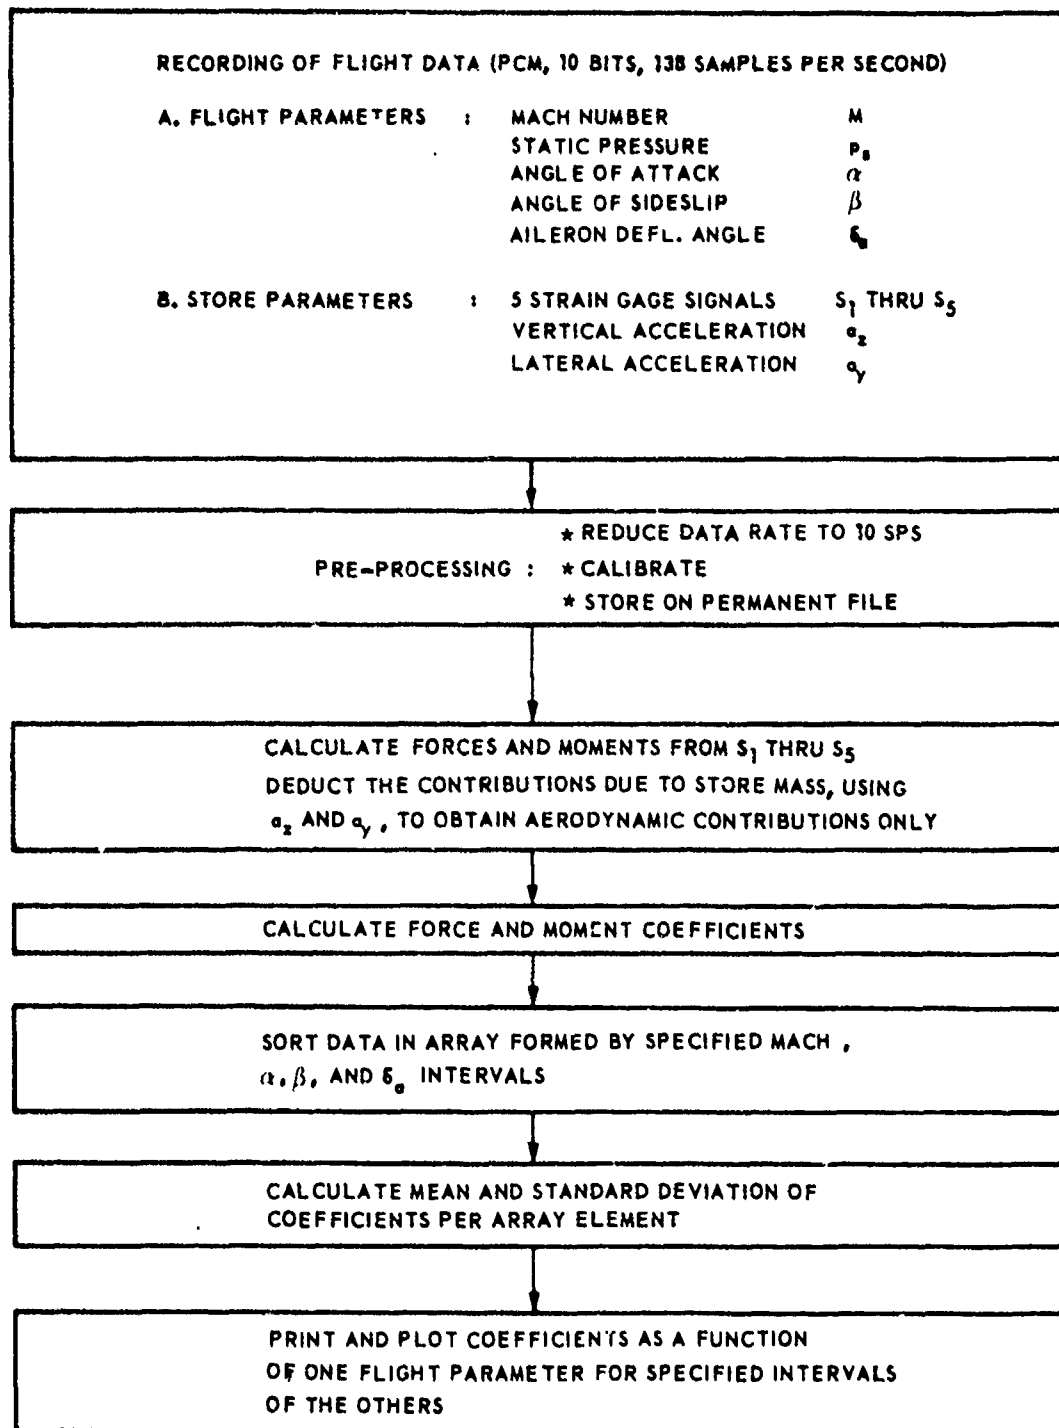 RECORDING OF FLIGHT DATA (PCM, 10 BITS, 138 SAMPLES PER SECOND)
A. FLIGHT PARAMETERS : MACH NUMBER M
STATIC PRESSURE Pₛ
ANGLE OF ATTACK α
ANGLE OF SIDESLIP β
AILERON DEFL. ANGLE δₐ
B. STORE PARAMETERS : 5 STRAIN GAGE SIGNALS S₁ THRU S₅
VERTICAL ACCELERATION a_z
LATERAL ACCELERATION a_y
* REDUCE DATA RATE TO 10 SPS
PRE-PROCESSING : * CALIBRATE
* STORE ON PERMANENT FILE
CALCULATE FORCES AND MOMENTS FROM S₁ THRU S₅
DEDUCT THE CONTRIBUTIONS DUE TO STORE MASS, USING
a_z AND a_y, TO OBTAIN AERODYNAMIC CONTRIBUTIONS ONLY
CALCULATE FORCE AND MOMENT COEFFICIENTS
SORT DATA IN ARRAY FORMED BY SPECIFIED MACH,
α, β, AND δₐ INTERVALS
CALCULATE MEAN AND STANDARD DEVIATION OF
COEFFICIENTS PER ARRAY ELEMENT
PRINT AND PLOT COEFFICIENTS AS A FUNCTION
OF ONE FLIGHT PARAMETER FOR SPECIFIED INTERVALS
OF THE OTHERS